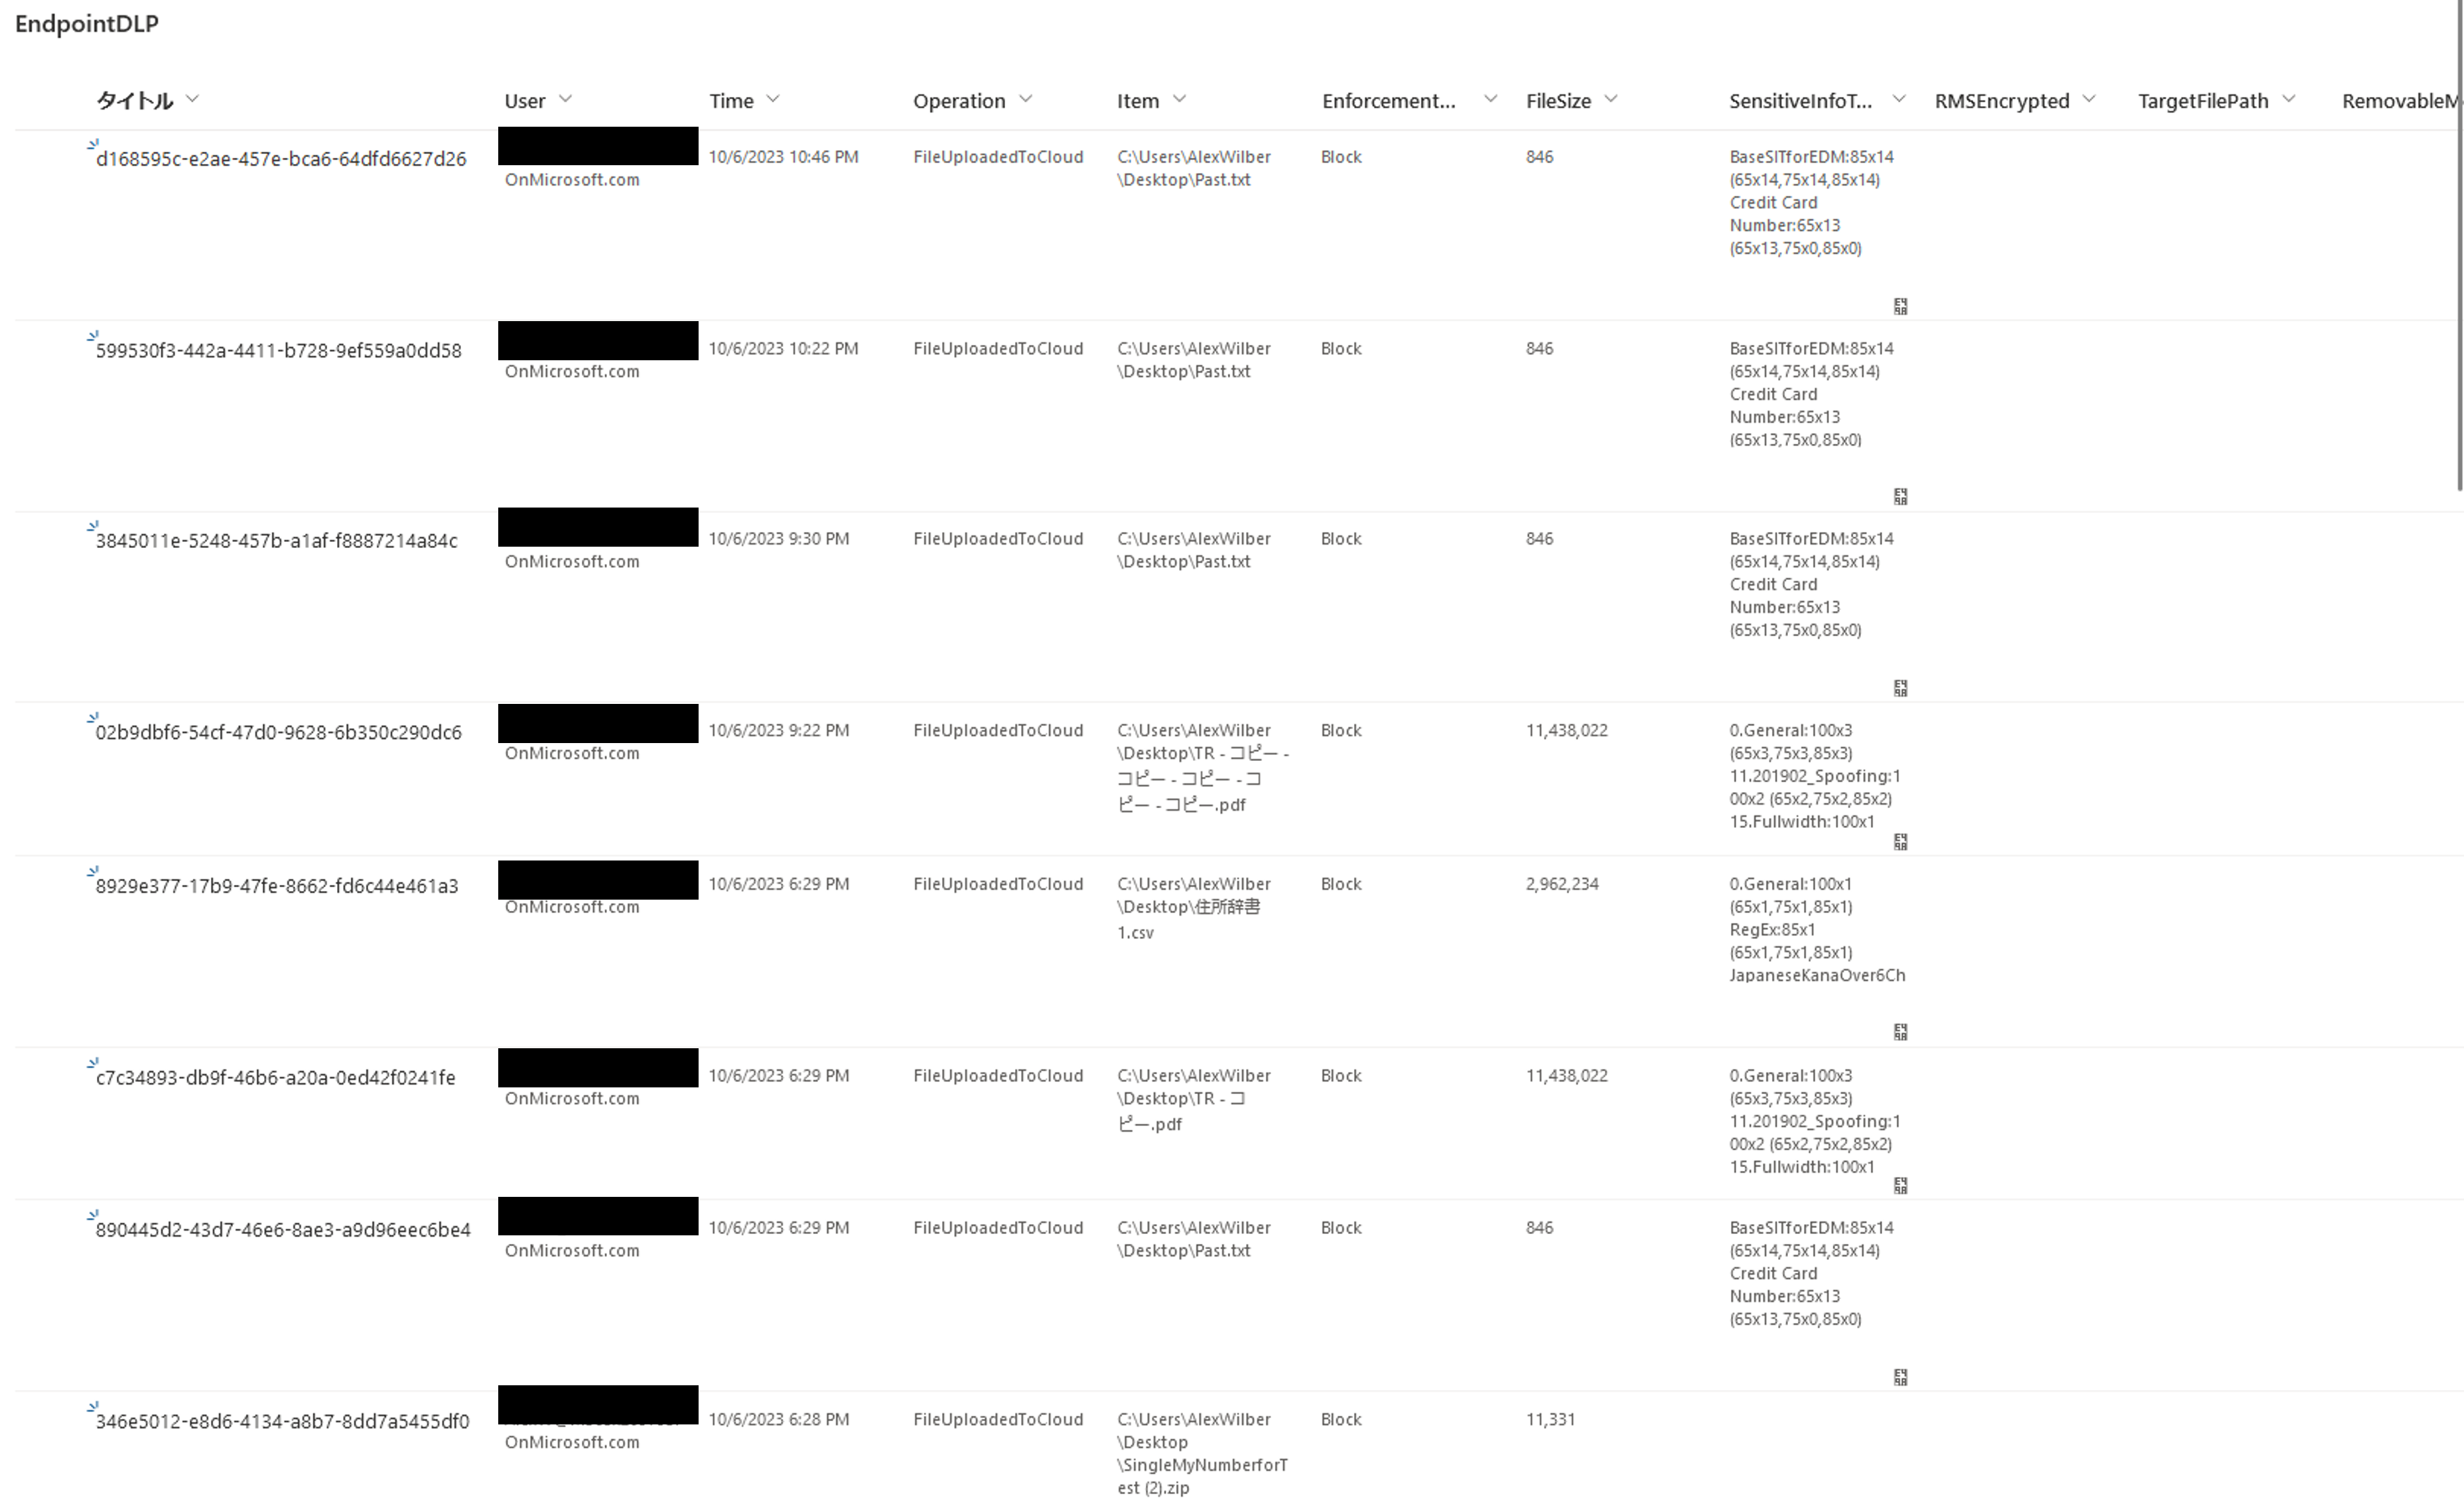 EndpointDLP
タイトル User Time Operation Item Enforcement... FileSize SensitiveInfoT... RMSEncrypted TargetFilePath RemovableM
d168595c-e2ae-457e-bca6-64dfd6627d26 10/6/2023 10:46 PM FileUploadedToCloud C:\Users\AlexWilber Block 846 BaseSITforEDM:85x14
OnMicrosoft.com \Desktop\Past.txt (65x14,75x14,85x14)
Credit Card
Number:65x13
(65x13,75x0,85x0)
599530f3-442a-4411-b728-9ef559a0dd58 10/6/2023 10:22 PM FileUploadedToCloud C:\Users\AlexWilber Block 846 BaseSITforEDM:85x14
OnMicrosoft.com \Desktop\Past.txt (65x14,75x14,85x14)
Credit Card
Number:65x13
(65x13,75x0,85x0)
3845011e-5248-457b-a1af-f8887214a84c 10/6/2023 9:30 PM FileUploadedToCloud C:\Users\AlexWilber Block 846 BaseSITforEDM:85x14
OnMicrosoft.com \Desktop\Past.txt (65x14,75x14,85x14)
Credit Card
Number:65x13
(65x13,75x0,85x0)
02b9dbf6-54cf-47d0-9628-6b350c290dc6 10/6/2023 9:22 PM FileUploadedToCloud C:\Users\AlexWilber Block 11,438,022 0.General:100x3
OnMicrosoft.com \Desktop\TR - コピー - (65x3,75x3,85x3)
コピー - コピー - コ 11.201902_Spoofing:1
ピー - コピー.pdf 00x2 (65x2,75x2,85x2)
15.Fullwidth:100x1
8929e377-17b9-47fe-8662-fd6c44e461a3 10/6/2023 6:29 PM FileUploadedToCloud C:\Users\AlexWilber Block 2,962,234 0.General:100x1
OnMicrosoft.com \Desktop\住所辞書 (65x1,75x1,85x1)
1.csv RegEx:85x1
(65x1,75x1,85x1)
JapaneseKanaOver6Ch
c7c34893-db9f-46b6-a20a-0ed42f0241fe 10/6/2023 6:29 PM FileUploadedToCloud C:\Users\AlexWilber Block 11,438,022 0.General:100x3
OnMicrosoft.com \Desktop\TR - コ (65x3,75x3,85x3)
ピー.pdf 11.201902_Spoofing:1
00x2 (65x2,75x2,85x2)
15.Fullwidth:100x1
890445d2-43d7-46e6-8ae3-a9d96eec6be4 10/6/2023 6:29 PM FileUploadedToCloud C:\Users\AlexWilber Block 846 BaseSITforEDM:85x14
OnMicrosoft.com \Desktop\Past.txt (65x14,75x14,85x14)
Credit Card
Number:65x13
(65x13,75x0,85x0)
346e5012-e8d6-4134-a8b7-8dd7a5455df0 10/6/2023 6:28 PM FileUploadedToCloud C:\Users\AlexWilber Block 11,331
OnMicrosoft.com \Desktop
\SingleMyNumberforT
est (2).zip